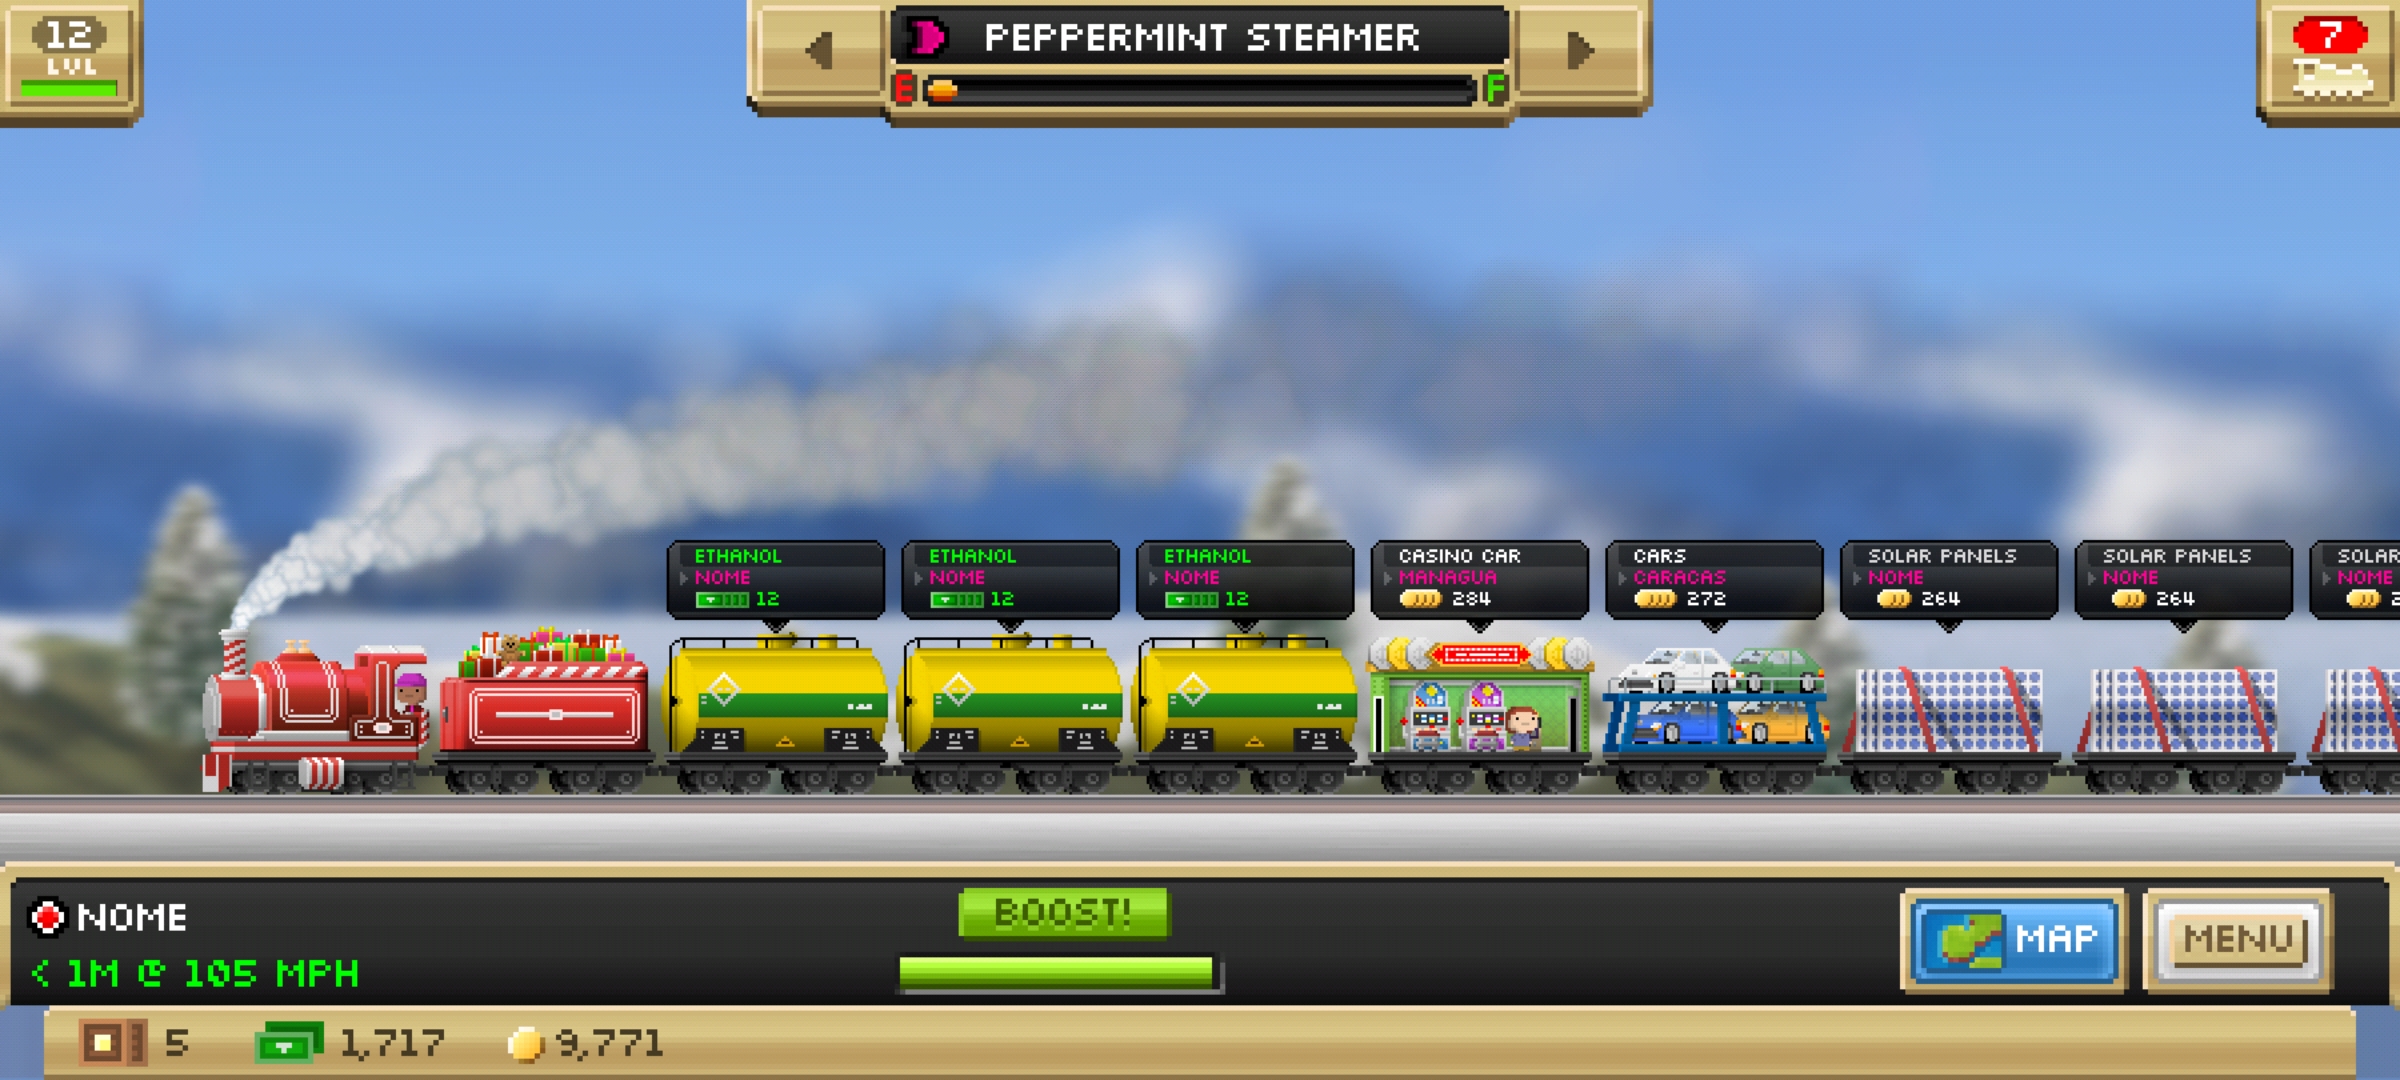 12
LVL
PEPPERMINT STEAMER
E F
7
ETHANOL
NOME
12
ETHANOL
NOME
12
ETHANOL
NOME
12
CASINO CAR
MANAGUA
284
CARS
CARACAS
272
SOLAR PANELS
NOME
264
SOLAR PANELS
NOME
264
SOLAR
NOME
NOME
< 1M @ 105 MPH
BOOST!
MAP
MENU
5 1,717 9,771